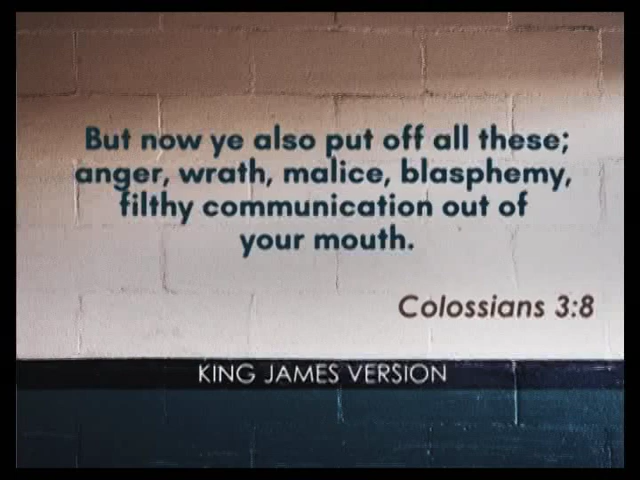 But now ye also put off all these;
anger, wrath, malice, blasphemy,
filthy communication out of
your mouth.
Colossians 3:8
KING JAMES VERSION